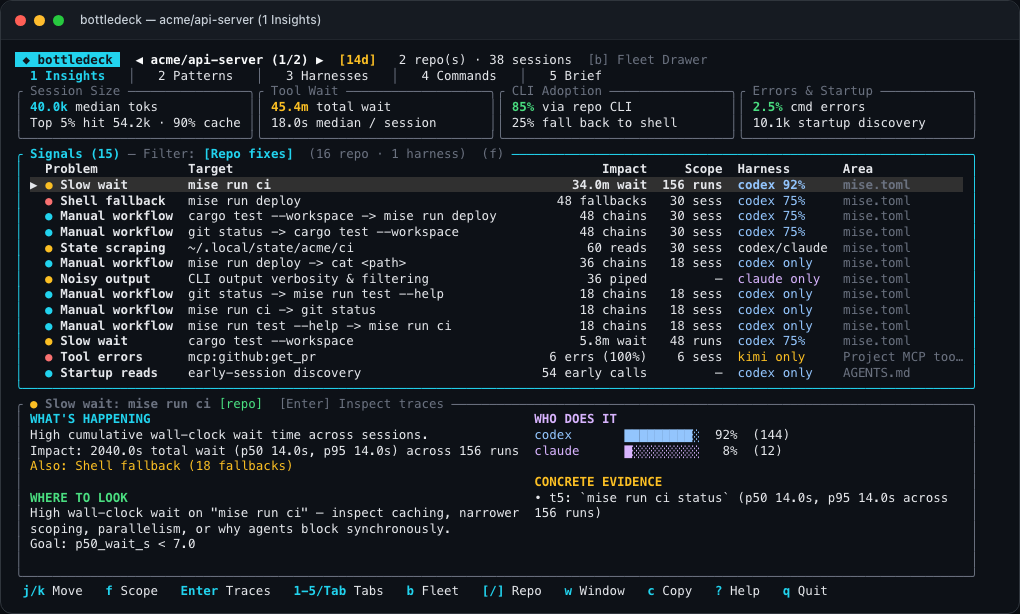 bottledeck — acme/api-server (1 Insights)
◆ bottledeck ◀ acme/api-server (1/2) ▶ [14d] 2 repo(s) · 38 sessions [b] Fleet Drawer
1 Insights │ 2 Patterns │ 3 Harnesses │ 4 Commands │ 5 Brief
Session Size Tool Wait CLI Adoption Errors & Startup
40.0k median toks 45.4m total wait 85% via repo CLI 2.5% cmd errors
Top 5% hit 54.2k · 90% cache 18.0s median / session 25% fall back to shell 10.1k startup discovery
Signals (15) — Filter: [Repo fixes] (16 repo · 1 harness) (f)
Problem Target Impact Scope Harness Area
▶ ● Slow wait mise run ci 34.0m wait 156 runs codex 92% mise.toml
● Shell fallback mise run deploy 48 fallbacks 30 sess codex 75% mise.toml
● Manual workflow cargo test --workspace -> mise run deploy 48 chains 30 sess codex 75% mise.toml
● Manual workflow git status -> cargo test --workspace 48 chains 30 sess codex 75% mise.toml
● State scraping ~/.local/state/acme/ci 60 reads 30 sess codex/claude mise.toml
● Manual workflow mise run deploy -> cat <path> 36 chains 18 sess codex only mise.toml
● Noisy output CLI output verbosity & filtering 36 piped — claude only mise.toml
● Manual workflow git status -> mise run test --help 18 chains 18 sess codex only mise.toml
● Manual workflow mise run ci -> git status 18 chains 18 sess codex only mise.toml
● Manual workflow mise run test --help -> mise run ci 18 chains 18 sess codex only mise.toml
● Slow wait cargo test --workspace 5.8m wait 48 runs codex 75% mise.toml
● Tool errors mcp:github:get_pr 6 errs (100%) 6 sess kimi only Project MCP too…
● Startup reads early-session discovery 54 early calls — codex only AGENTS.md
● Slow wait: mise run ci [repo] [Enter] Inspect traces
WHAT'S HAPPENING
High cumulative wall-clock wait time across sessions.
Impact: 2040.0s total wait (p50 14.0s, p95 14.0s) across 156 runs
Also: Shell fallback (18 fallbacks)
WHERE TO LOOK
High wall-clock wait on "mise run ci" — inspect caching, narrower
scoping, parallelism, or why agents block synchronously.
Goal: p50_wait_s < 7.0
WHO DOES IT
codex 92% (144)
claude 8% (12)
CONCRETE EVIDENCE
• t5: `mise run ci status` (p50 14.0s, p95 14.0s across
156 runs)
j/k Move f Scope Enter Traces 1-5/Tab Tabs b Fleet [/] Repo w Window c Copy ? Help q Quit